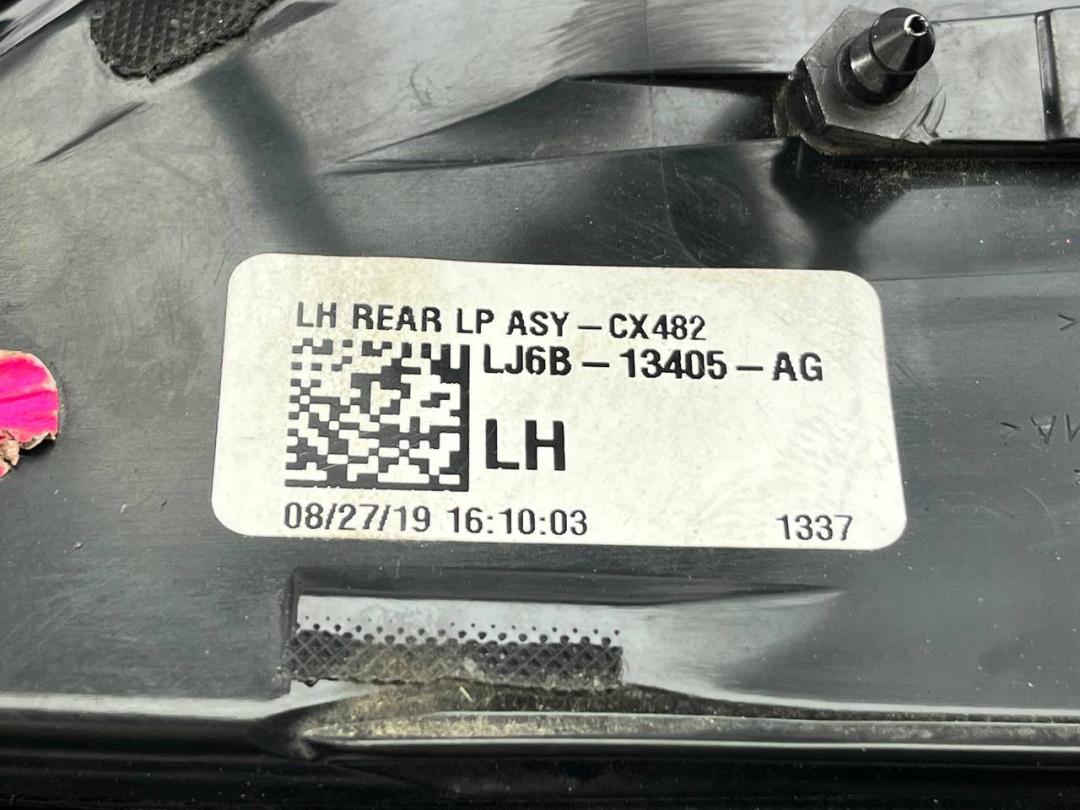 LH REAR LP ASY-CX482
LJ6B-13405-AG
LH
08/27/19 16:10:03 1337